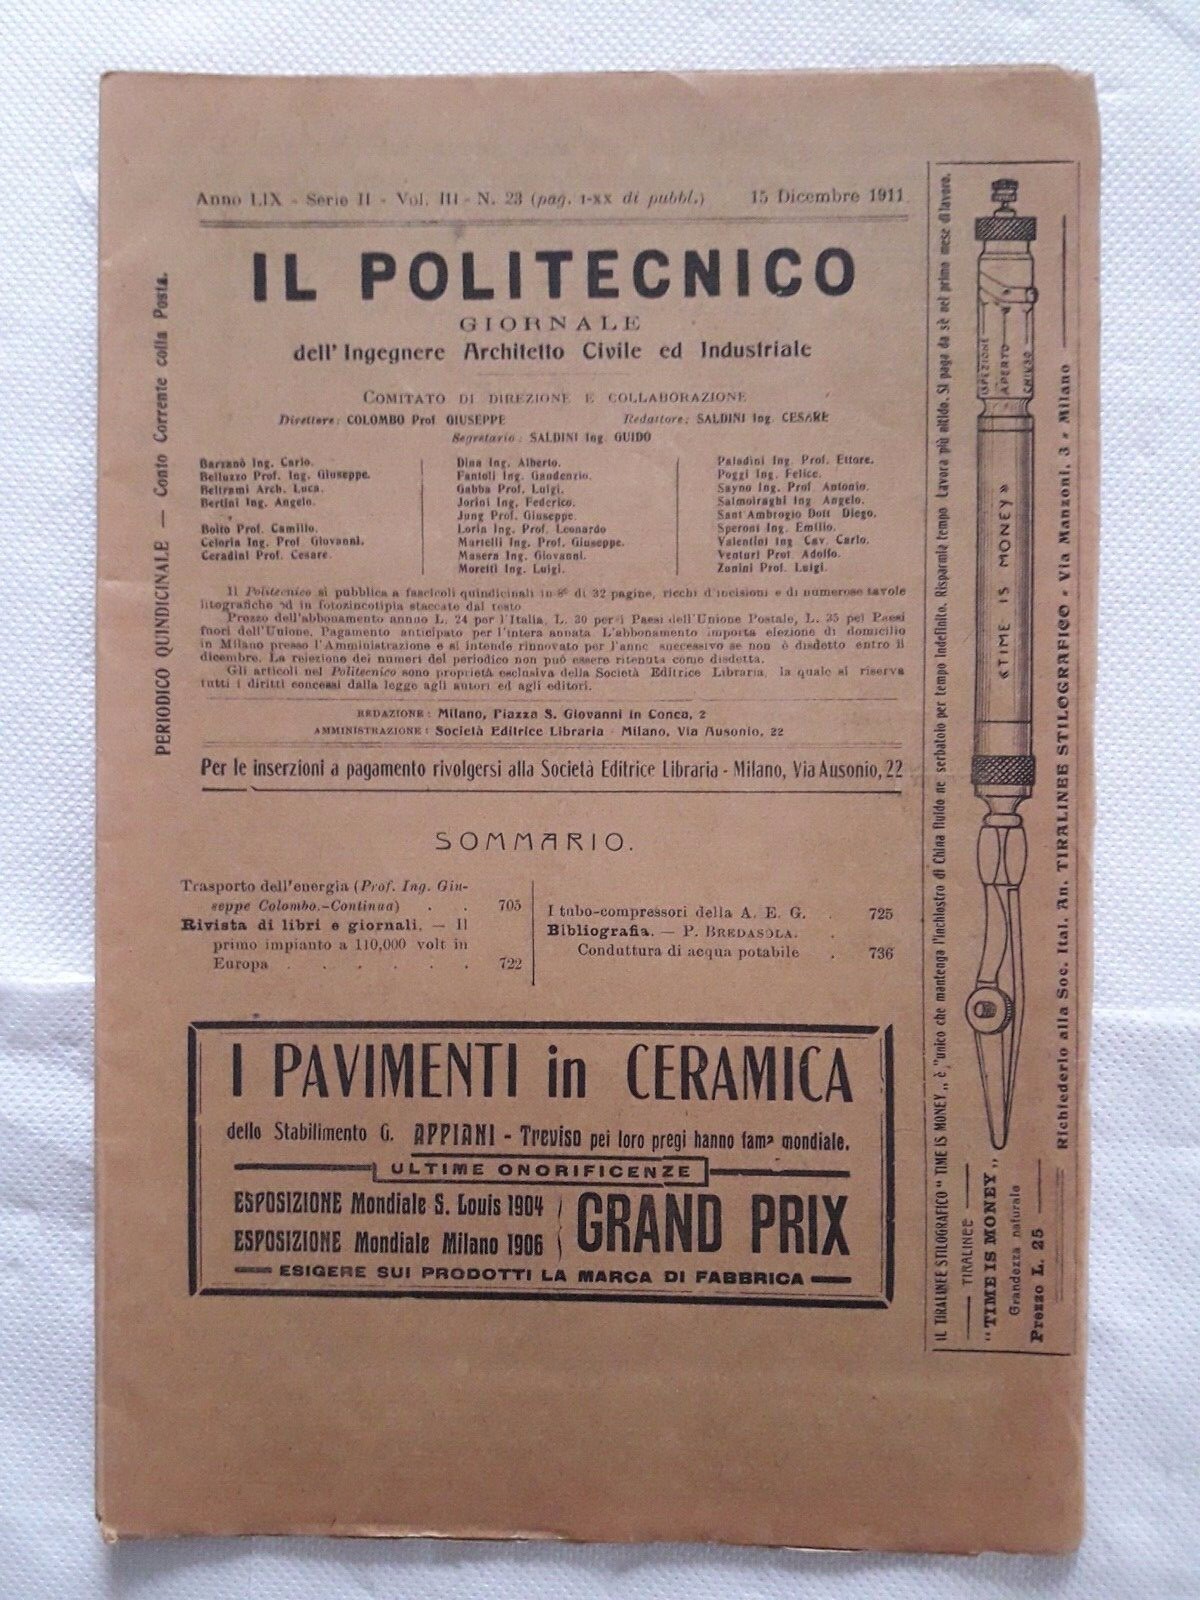 Anno LIX - Serie II - Vol. III - N. 23 (pag. I-XX di pubbl.) 15 Dicembre 1911
IL POLITECNICO
GIORNALE
dell'Ingegnere Architetto Civile ed Industriale
COMITATO DI DIREZIONE E COLLABORAZIONE
Direttore: COLOMBO Prof GIUSEPPE Redattore: SALDINI Ing. CESARE
Segretario: SALDINI Ing. GUIDO
Barzanò Ing. Carlo.
Belluzzo Prof. Ing. Giuseppe.
Beltrami Arch. Luca.
Bertini Ing. Angelo.
Boito Prof. Camillo.
Celoria Ing. Prof Giovanni.
Ceradini Prof. Cesare.
Dina Ing. Alberto.
Fantoli Ing. Gaudenzio.
Gabba Prof. Luigi.
Jorini Ing. Federico.
Jung Prof. Giuseppe.
Loria Ing. Prof. Leonardo
Martelli Ing. Prof. Giuseppe.
Masera Ing. Giovanni.
Moretti Ing. Luigi.
Paladini Ing. Prof. Ettore.
Poggi Ing. Felice.
Sayno Ing. Prof. Antonio.
Salmoiraghi Ing Angelo.
Sant'Ambrogio Dott Diego.
Speroni Ing. Emilio.
Valentini Ing Cav. Carlo.
Venturi Prof. Adolfo.
Zunini Prof. Luigi.
Il Politecnico si pubblica a fascicoli quindicinali in 8º di 32 pagine, ricchi d'incisioni e di numerose tavole
litografiche ed in fotozincotipia staccate dal testo
Prezzo dell'abbonamento annuo L. 24 per l'Italia, L. 30 per i Paesi dell'Unione Postale, L. 35 pei Paesi
fuori dell'Unione. Pagamento anticipato per l'intera annata L'abbonamento importa elezione di domicilio
in Milano presso l'Amministrazione e si intende rinnovato per l'anno successivo se non è disdetto entro il
dicembre. La reiezione dei numeri del periodico non può essere ritenuta come disdetta.
Gli articoli nel Politecnico sono proprietà esclusiva della Società Editrice Libraria, la quale si riserva
tutti i diritti concessi dalla legge agli autori ed agli editori.
REDAZIONE: Milano, Piazza S. Giovanni in Conca, 2
AMMINISTRAZIONE: Società Editrice Libraria - Milano, Via Ausonio, 22
Per le inserzioni a pagamento rivolgersi alla Società Editrice Libraria - Milano, Via Ausonio, 22
SOMMARIO.
Trasporto dell'energia (Prof. Ing. Giu-
seppe Colombo.-Continua) . . 705
Rivista di libri e giornali. — Il
primo impianto a 110,000 volt in
Europa . . . . . . 722
I tubo-compressori della A. E. G. . 725
Bibliografia. — P. BREDASOLA. .
Conduttura di acqua potabile . 736
I PAVIMENTI in CERAMICA
dello Stabilimento G. APPIANI - Treviso pei loro pregi hanno famª mondiale.
ULTIME ONORIFICENZE
ESPOSIZIONE Mondiale S. Louis 1904
ESPOSIZIONE Mondiale Milano 1906
GRAND PRIX
ESIGERE SUI PRODOTTI LA MARCA DI FABBRICA
PERIODICO QUINDICINALE — Conto Corrente colla Posta.
IL TIRALINEE STILOGRAFICO "TIME IS MONEY„ è l'unico che mantenga l'inchiostro di China fluido ne serbatoio per tempo indefinito. Risparmia tempo Lavora più nitido. Si paga da sè nel primo mese di lavoro.
TIRALINEE
"TIME IS MONEY„
Grandezza naturale
Prezzo L. 25
«TIME IS MONEY»
APERTO
CHIUSO
Richiederlo alla Soc. Ital. An. TIRALINEE STILOGRAFICO - Via Manzoni, 3 - Milano